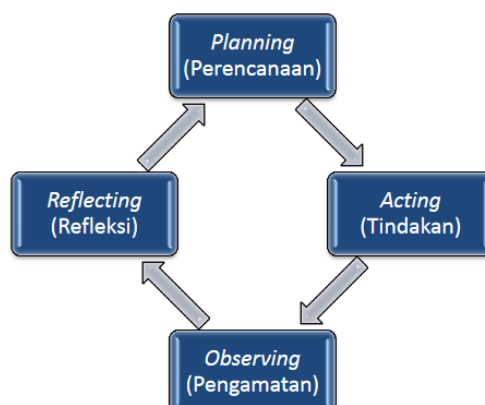 Planning
(Perencanaan)
Reflecting
(Refleksi)
Acting
(Tindakan)
Observing
(Pengamatan)